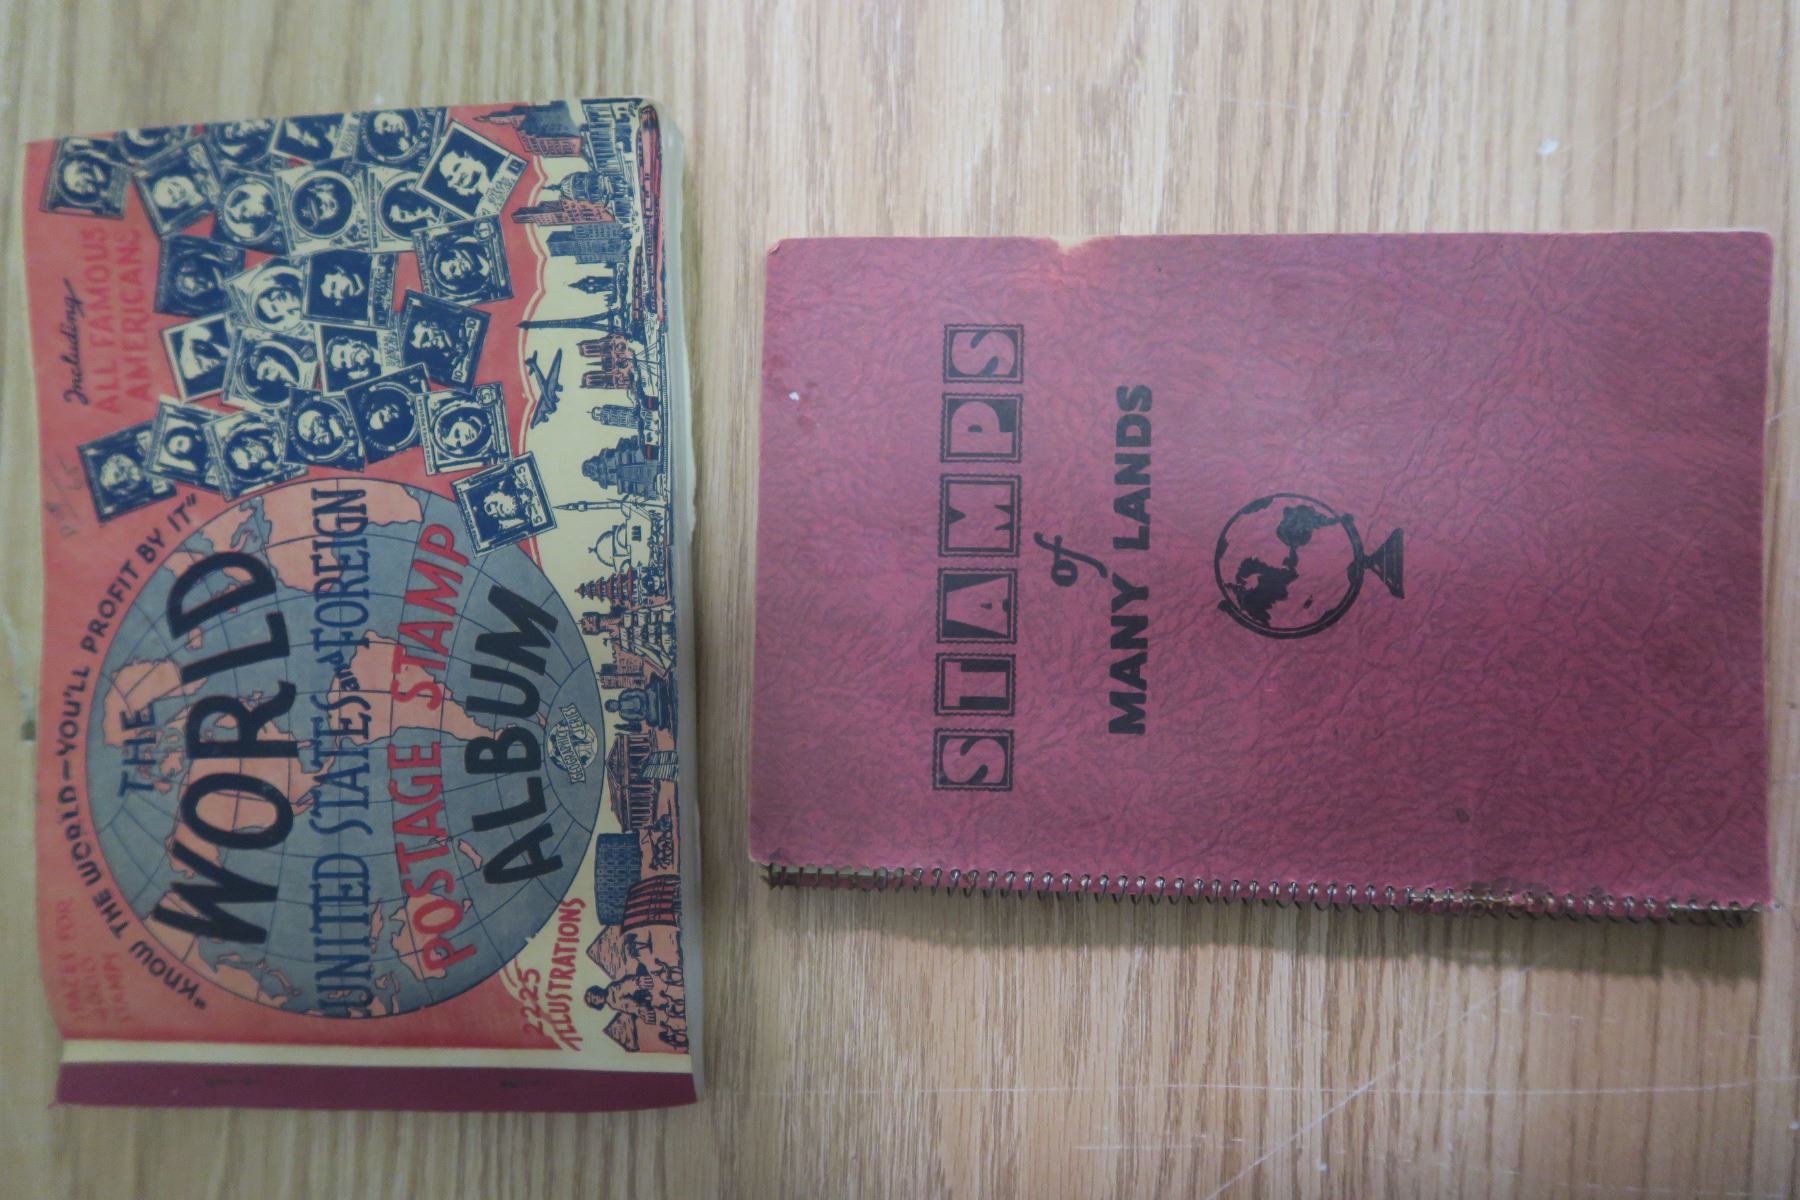 "KNOW THE WORLD—YOU'LL PROFIT BY IT"
Including
ALL FAMOUS
AMERICANS
THE
WORLD
UNITED STATES and FOREIGN
POSTAGE STAMP
ALBUM
2225
ILLUSTRATIONS
STAMPS
of
MANY LANDS